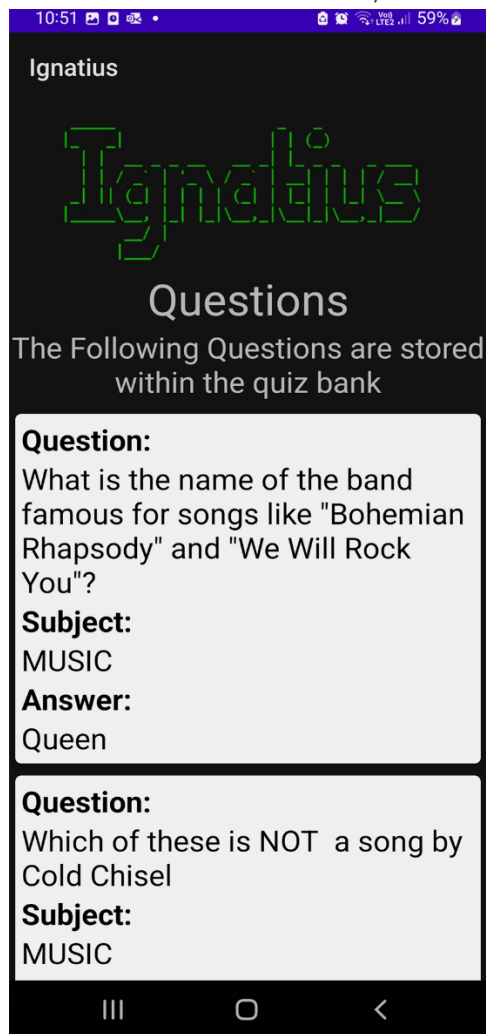 10:51
Vo)) LTE2 59%
Ignatius
Ignatius
Questions
The Following Questions are stored
within the quiz bank
Question:
What is the name of the band
famous for songs like "Bohemian
Rhapsody" and "We Will Rock
You"?
Subject:
MUSIC
Answer:
Queen
Question:
Which of these is NOT  a song by
Cold Chisel
Subject:
MUSIC